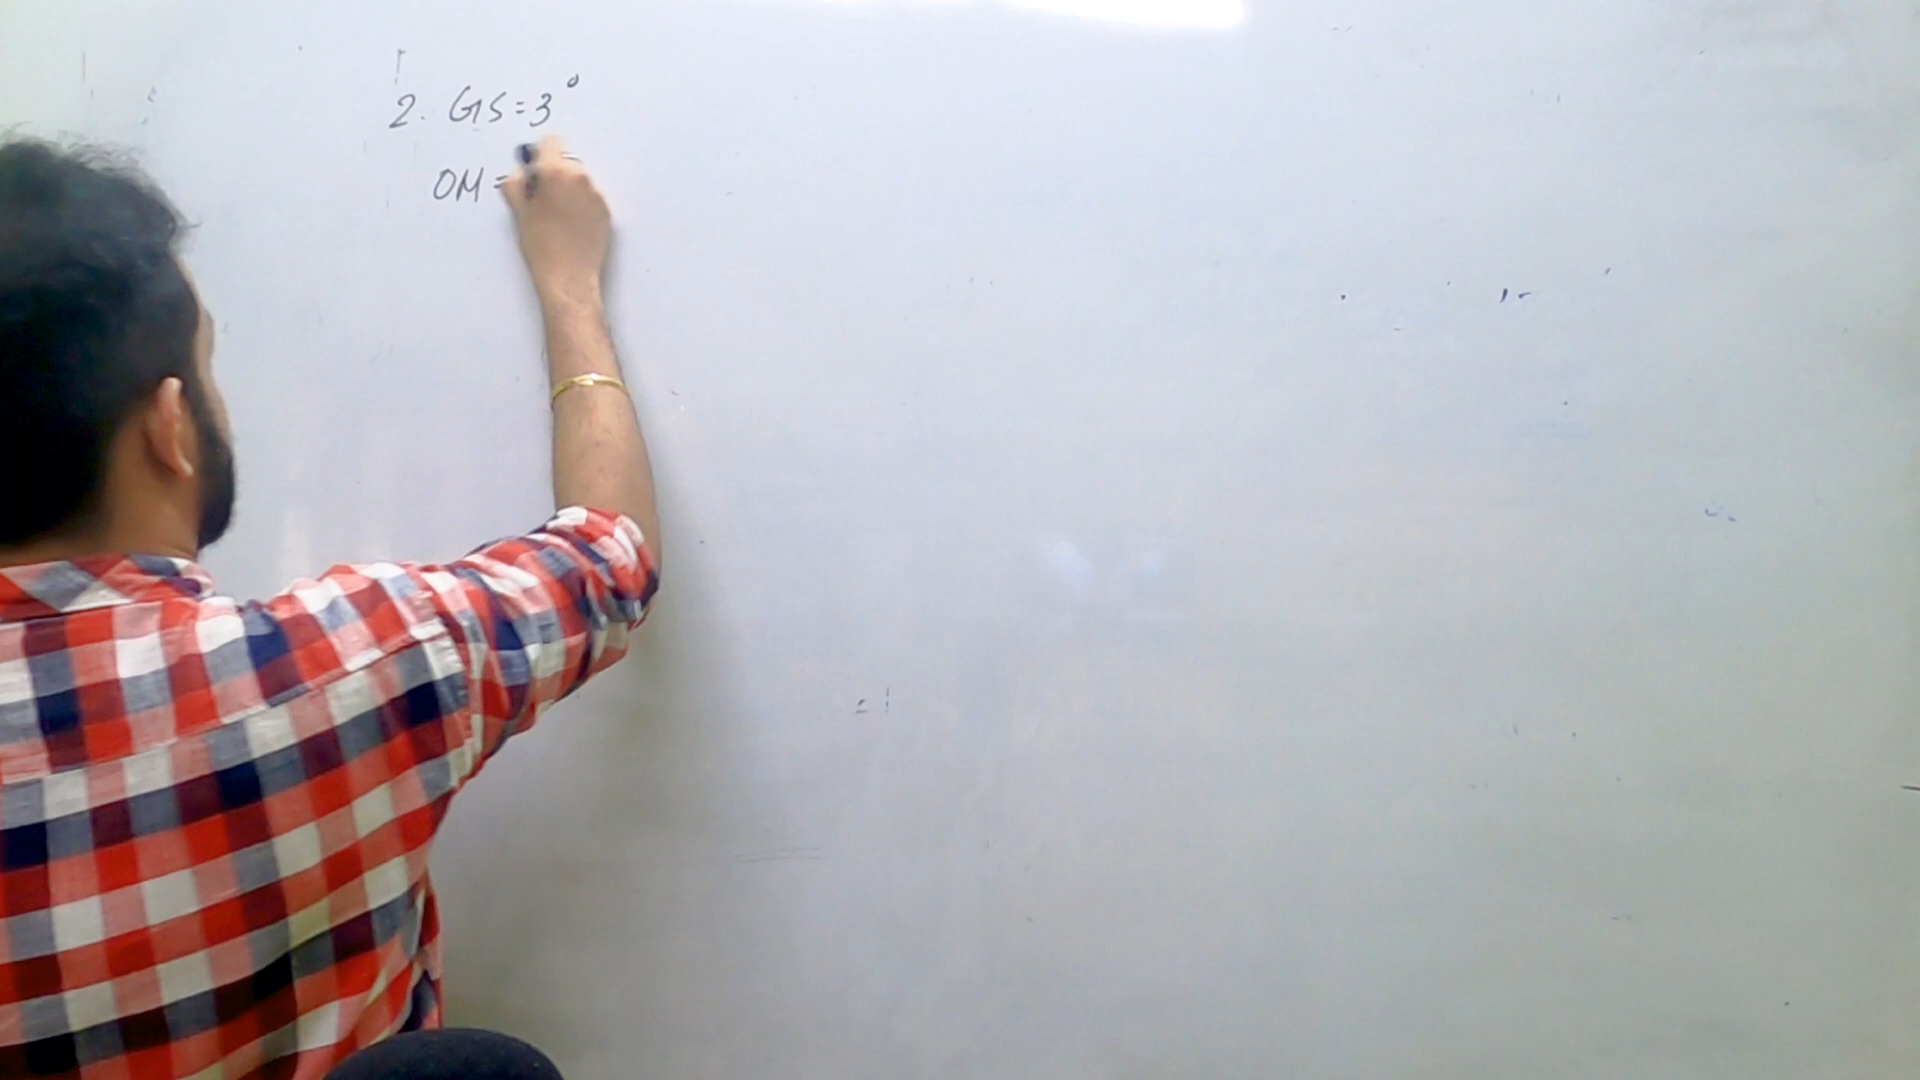 2. GS = 3°
OM =